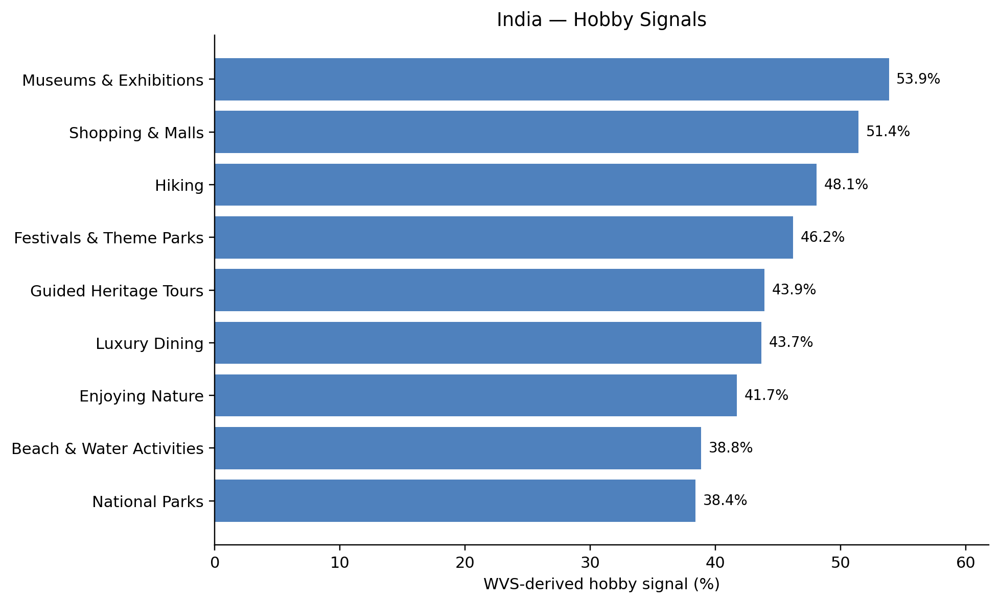 India — Hobby Signals
Museums & Exhibitions
53.9%
Shopping & Malls
51.4%
Hiking
48.1%
Festivals & Theme Parks
46.2%
Guided Heritage Tours
43.9%
Luxury Dining
43.7%
Enjoying Nature
41.7%
Beach & Water Activities
38.8%
National Parks
38.4%
0 10 20 30 40 50 60
WVS-derived hobby signal (%)